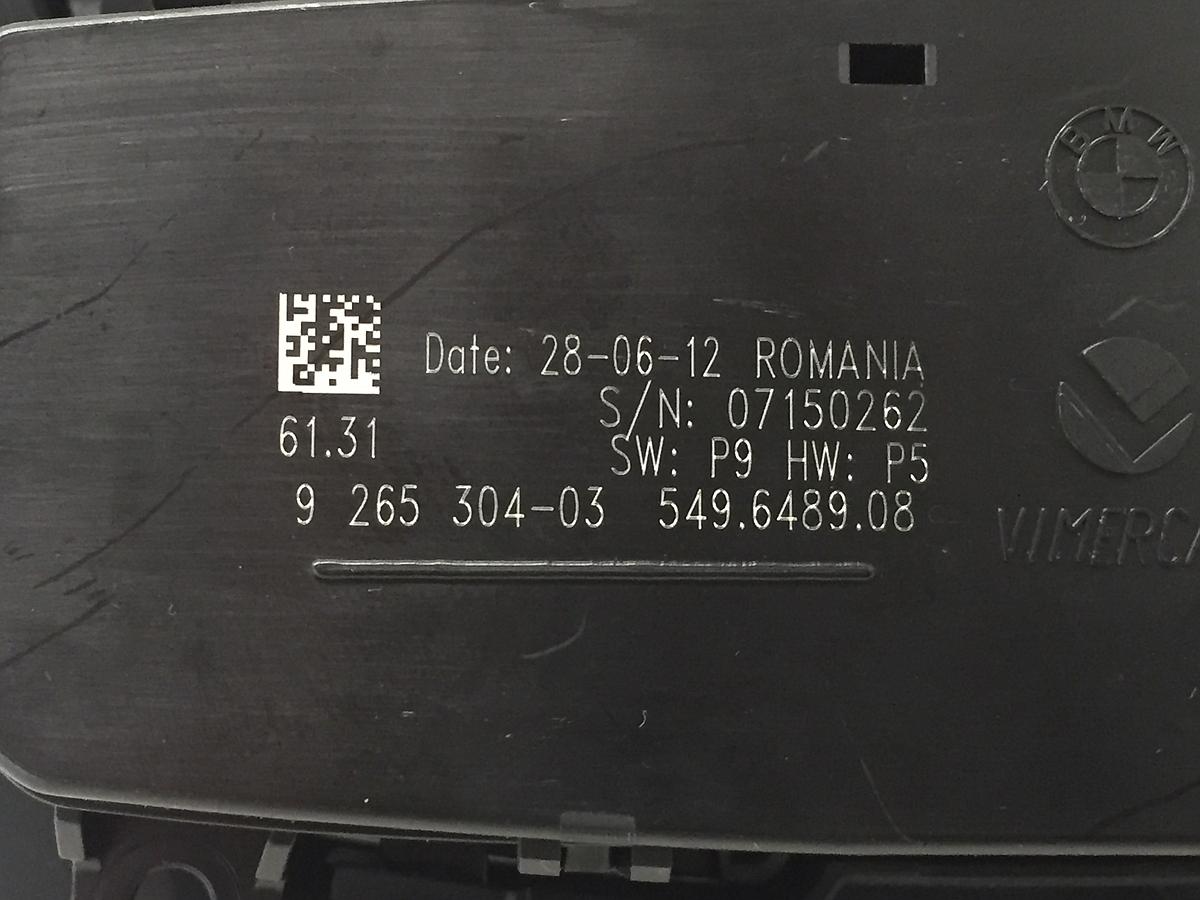 BMW
Date: 28-06-12 ROMANIA
S/N: 07150262
61.31
SW: P9 HW: P5
9 265 304-03 549.6489.08